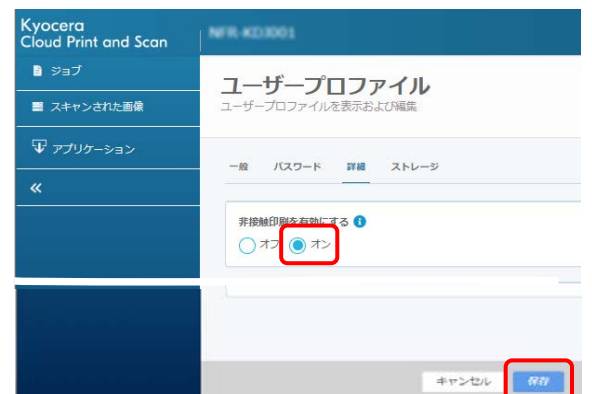 Kyocera
Cloud Print and Scan
NFR-KDJ001
ジョブ
スキャンされた画像
アプリケーション
«
ユーザープロファイル
ユーザープロファイルを表示および編集
一般 パスワード 詳細 ストレージ
非接触印刷を有効にする
オフ オン
キャンセル 保存